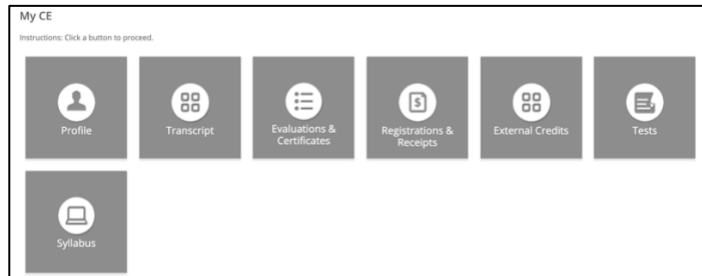 My CE
Instructions: Click a button to proceed.
Profile
Transcript
Evaluations &
Certificates
Registrations &
Receipts
External Credits
Tests
Syllabus